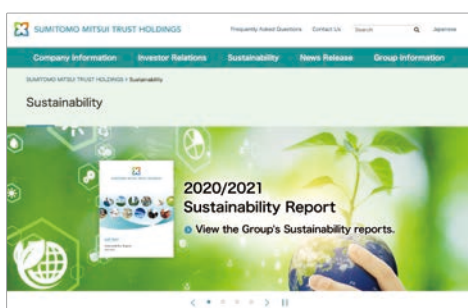 SUMITOMO MITSUI TRUST HOLDINGS
Frequently Asked Questions Contact Us Search Japanese
Company Information Investor Relations Sustainability News Release Group Information
SUMITOMO MITSUI TRUST HOLDINGS > Sustainability
Sustainability
2020/2021
Sustainability Report
View the Group's Sustainability reports.